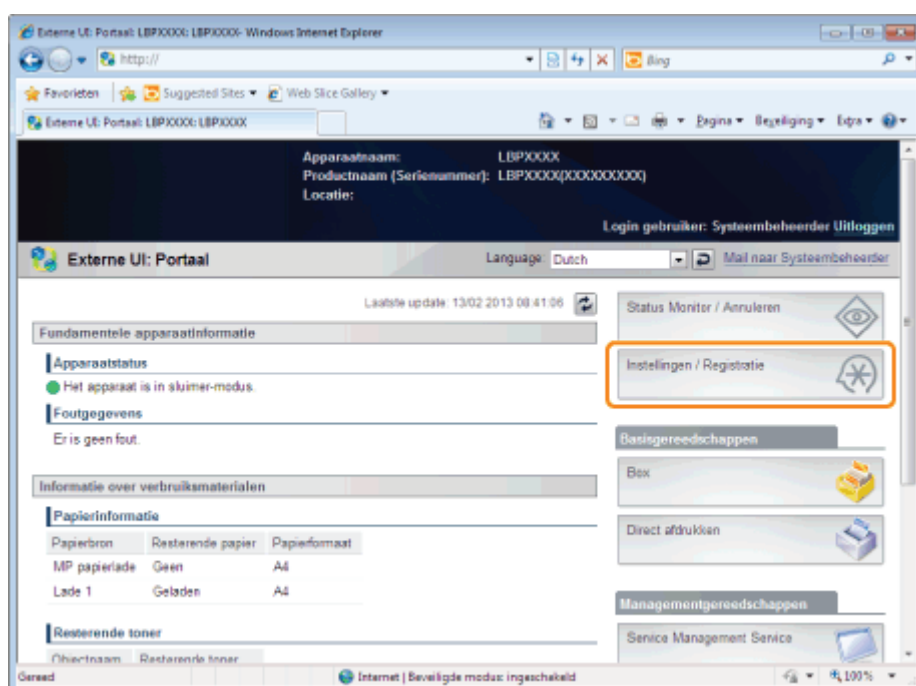 Externe UI: Portaal: LBPXXXX: LBPXXXX- Windows Internet Explorer
http://
Bing
Favorieten Suggested Sites Web Slice Gallery
Externe UI: Portaal: LBPXXXX: LBPXXXX
Pagina Beveiliging Extra
Apparaatnaam: LBPXXXX
Productnaam (Serienummer): LBPXXXX(XXXXXXXXX)
Locatie:
Login gebruiker: Systeembeheerder Uitloggen
Externe UI: Portaal
Language: Dutch
Mail naar Systeembeheerder
Laatste update: 13/02 2013 08:41:06
Fundamentele apparaatinformatie
Apparaatstatus
Het apparaat is in sluimer-modus.
Foutgegevens
Er is geen fout.
Informatie over verbruiksmaterialen
Papierinformatie
Papierbron Resterende papier Papierformaat
MP papierlade Geen A4
Lade 1 Geladen A4
Resterende toner
Objectnaam Resterende toner
Status Monitor / Annuleren
Instellingen / Registratie
Basisgereedschappen
Box
Direct afdrukken
Managementgereedschappen
Service Management Service
Gereed
Internet | Beveiligde modus: ingeschakeld
100%